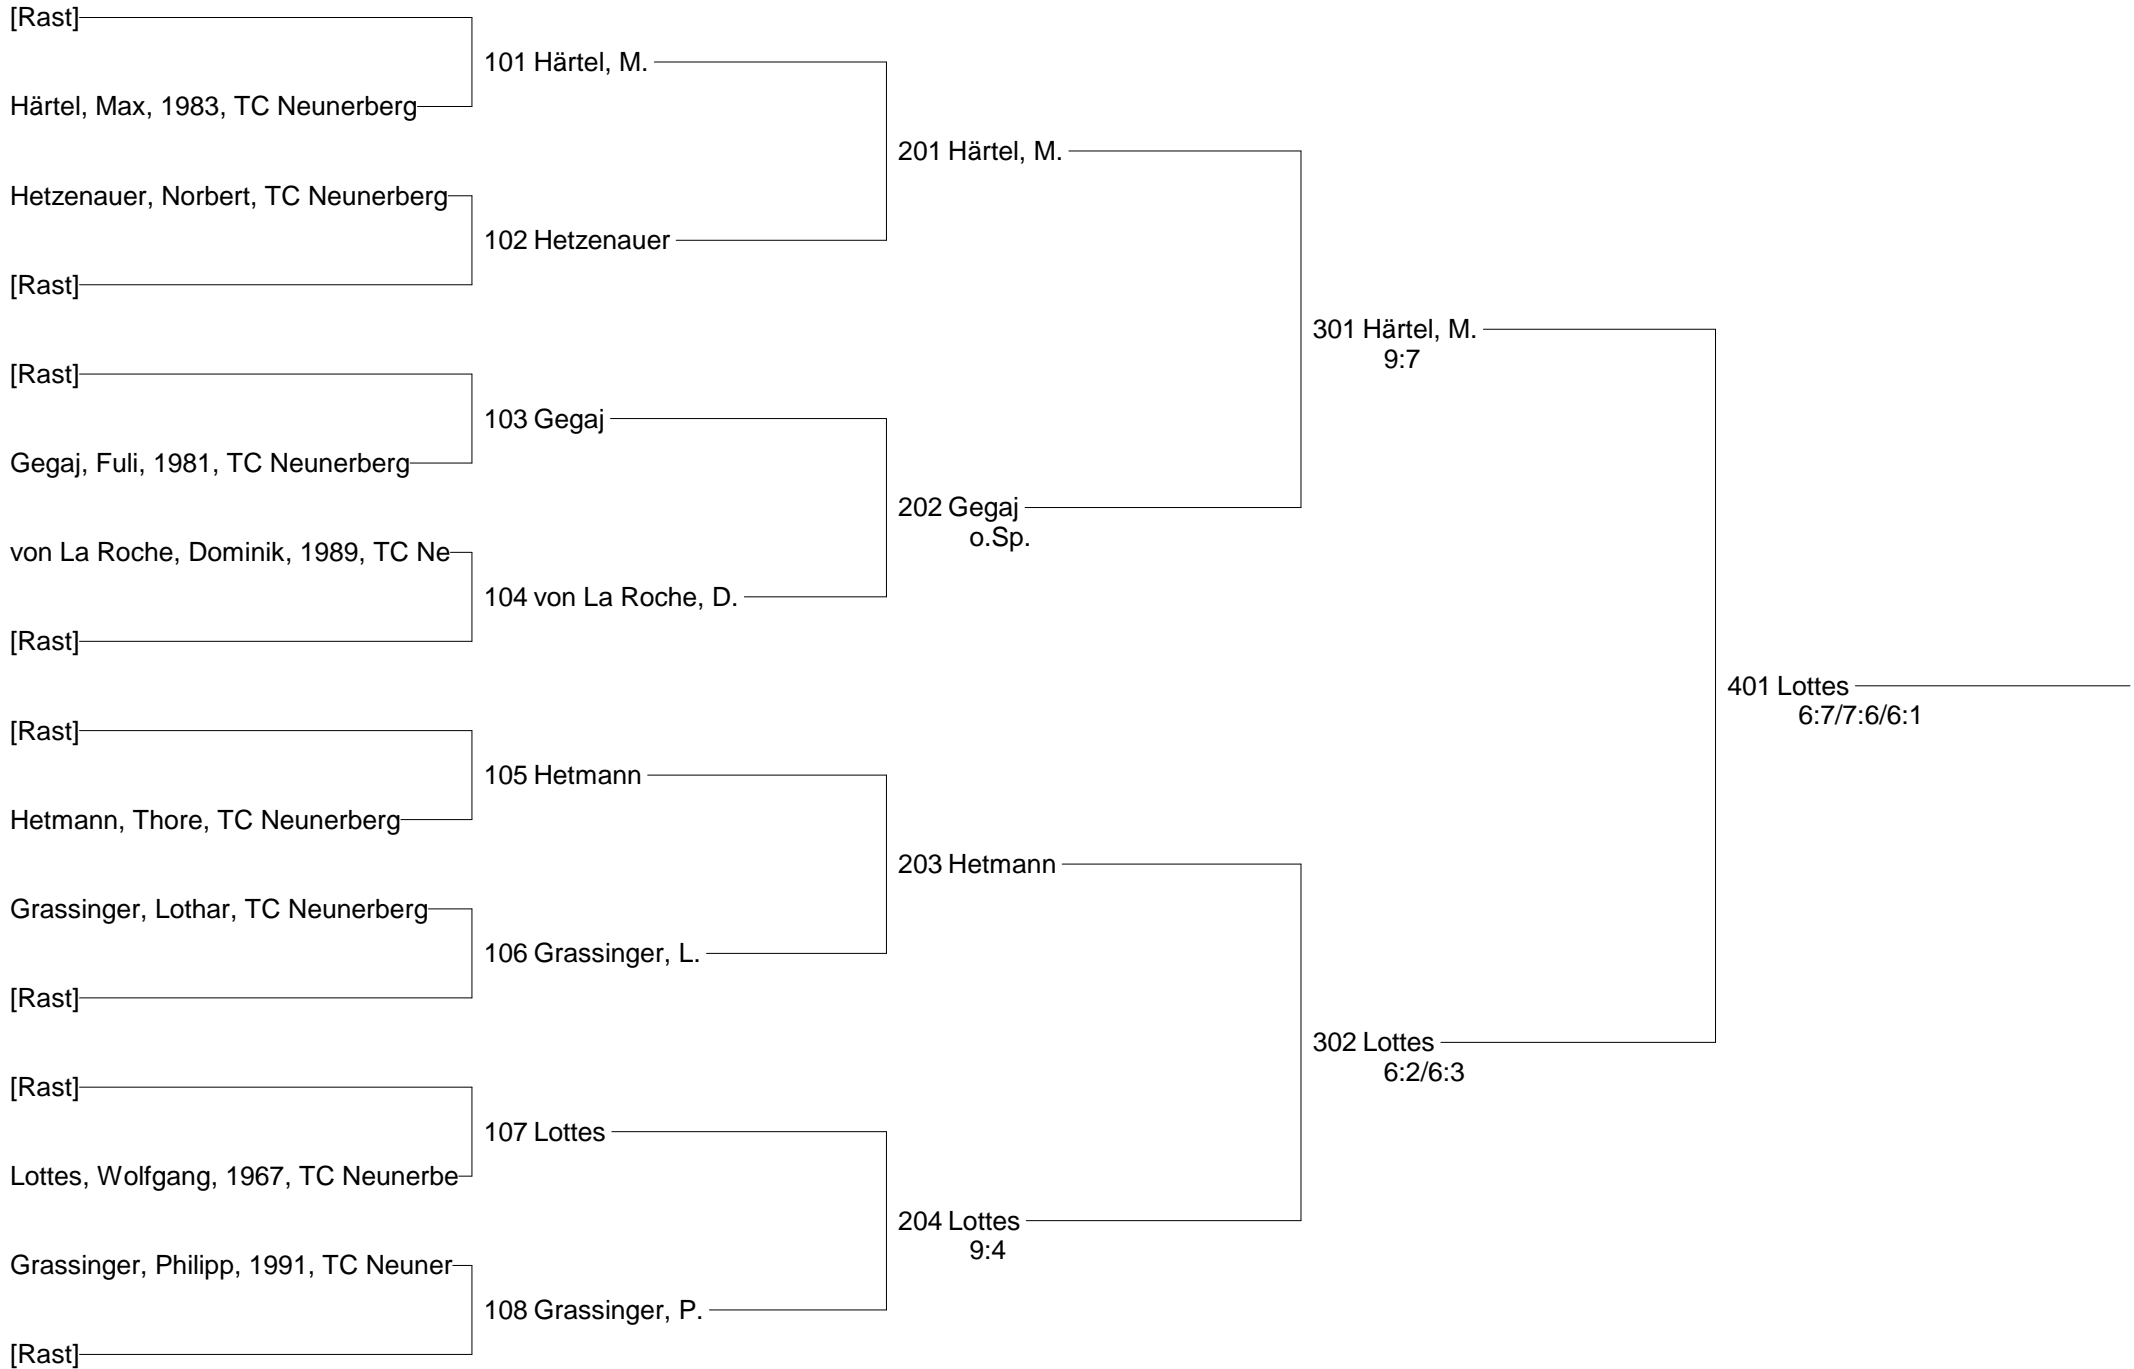 [Rast]
101 Härtel, M.
Härtel, Max, 1983, TC Neunerberg
201 Härtel, M.
Hetzenauer, Norbert, TC Neunerberg
102 Hetzenauer
[Rast]
301 Härtel, M.
9:7
[Rast]
103 Gegaj
Gegaj, Fuli, 1981, TC Neunerberg
202 Gegaj
o.Sp.
von La Roche, Dominik, 1989, TC Ne
104 von La Roche, D.
[Rast]
401 Lottes
6:7/7:6/6:1
[Rast]
105 Hetmann
Hetmann, Thore, TC Neunerberg
203 Hetmann
Grassinger, Lothar, TC Neunerberg
106 Grassinger, L.
[Rast]
302 Lottes
6:2/6:3
[Rast]
107 Lottes
Lottes, Wolfgang, 1967, TC Neunerbe
204 Lottes
9:4
Grassinger, Philipp, 1991, TC Neuner
108 Grassinger, P.
[Rast]